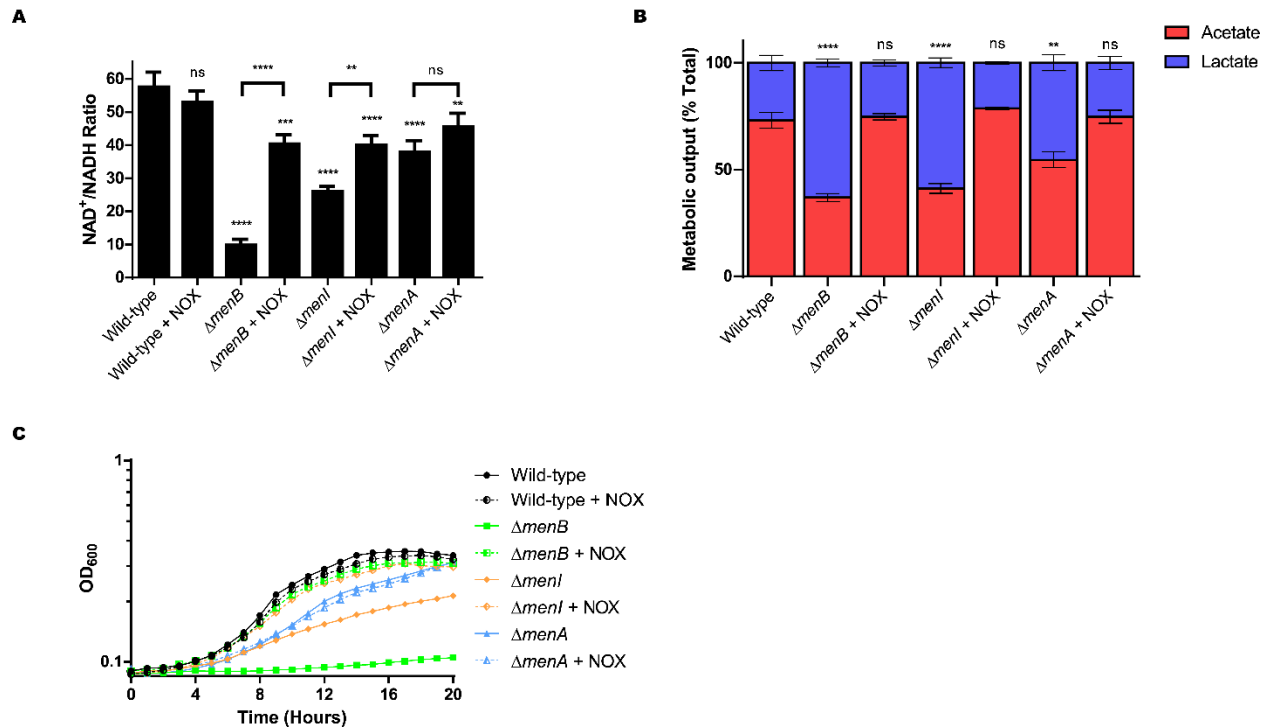 A
NAD+/NADH Ratio
60
50
40
30
20
10
0
ns
****
****
***
**
****
****
ns
****
**
Wild-type
Wild-type + NOX
ΔmenB
ΔmenB + NOX
ΔmenI
ΔmenI + NOX
ΔmenA
ΔmenA + NOX
B
Metabolic output (% Total)
100
50
0
****
ns
****
ns
**
ns
Wild-type
ΔmenB
ΔmenB + NOX
ΔmenI
ΔmenI + NOX
ΔmenA
ΔmenA + NOX
Acetate
Lactate
C
OD600
1
0.1
0
4
8
12
16
20
Time (Hours)
Wild-type
Wild-type + NOX
ΔmenB
ΔmenB + NOX
ΔmenI
ΔmenI + NOX
ΔmenA
ΔmenA + NOX